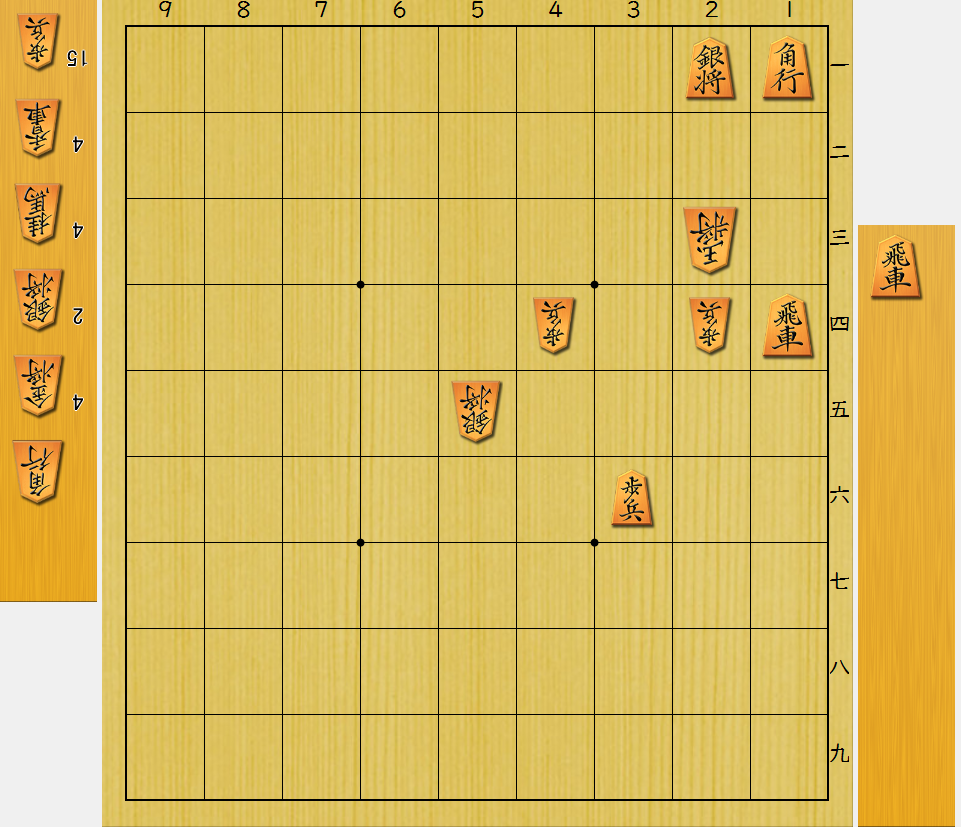 9 8 7 6 5 4 3 2 1
銀将 角行 一
二
玉将 三
歩兵 歩兵 飛車 四
銀将 五
歩兵 六
七
八
九
歩兵 15
香車 4
桂馬 4
銀将 2
金将 4
角行
飛車